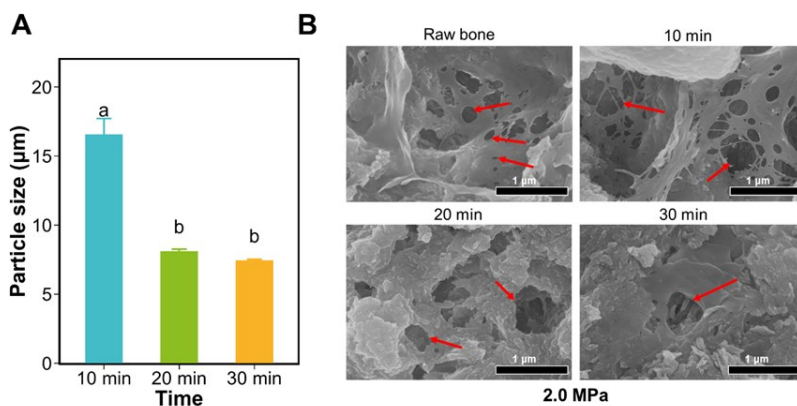 A
Particle size (μm)
20
15
10
5
0
a
b
b
10 min
20 min
30 min
Time
B
Raw bone
10 min
1 μm
1 μm
20 min
30 min
1 μm
1 μm
2.0 MPa